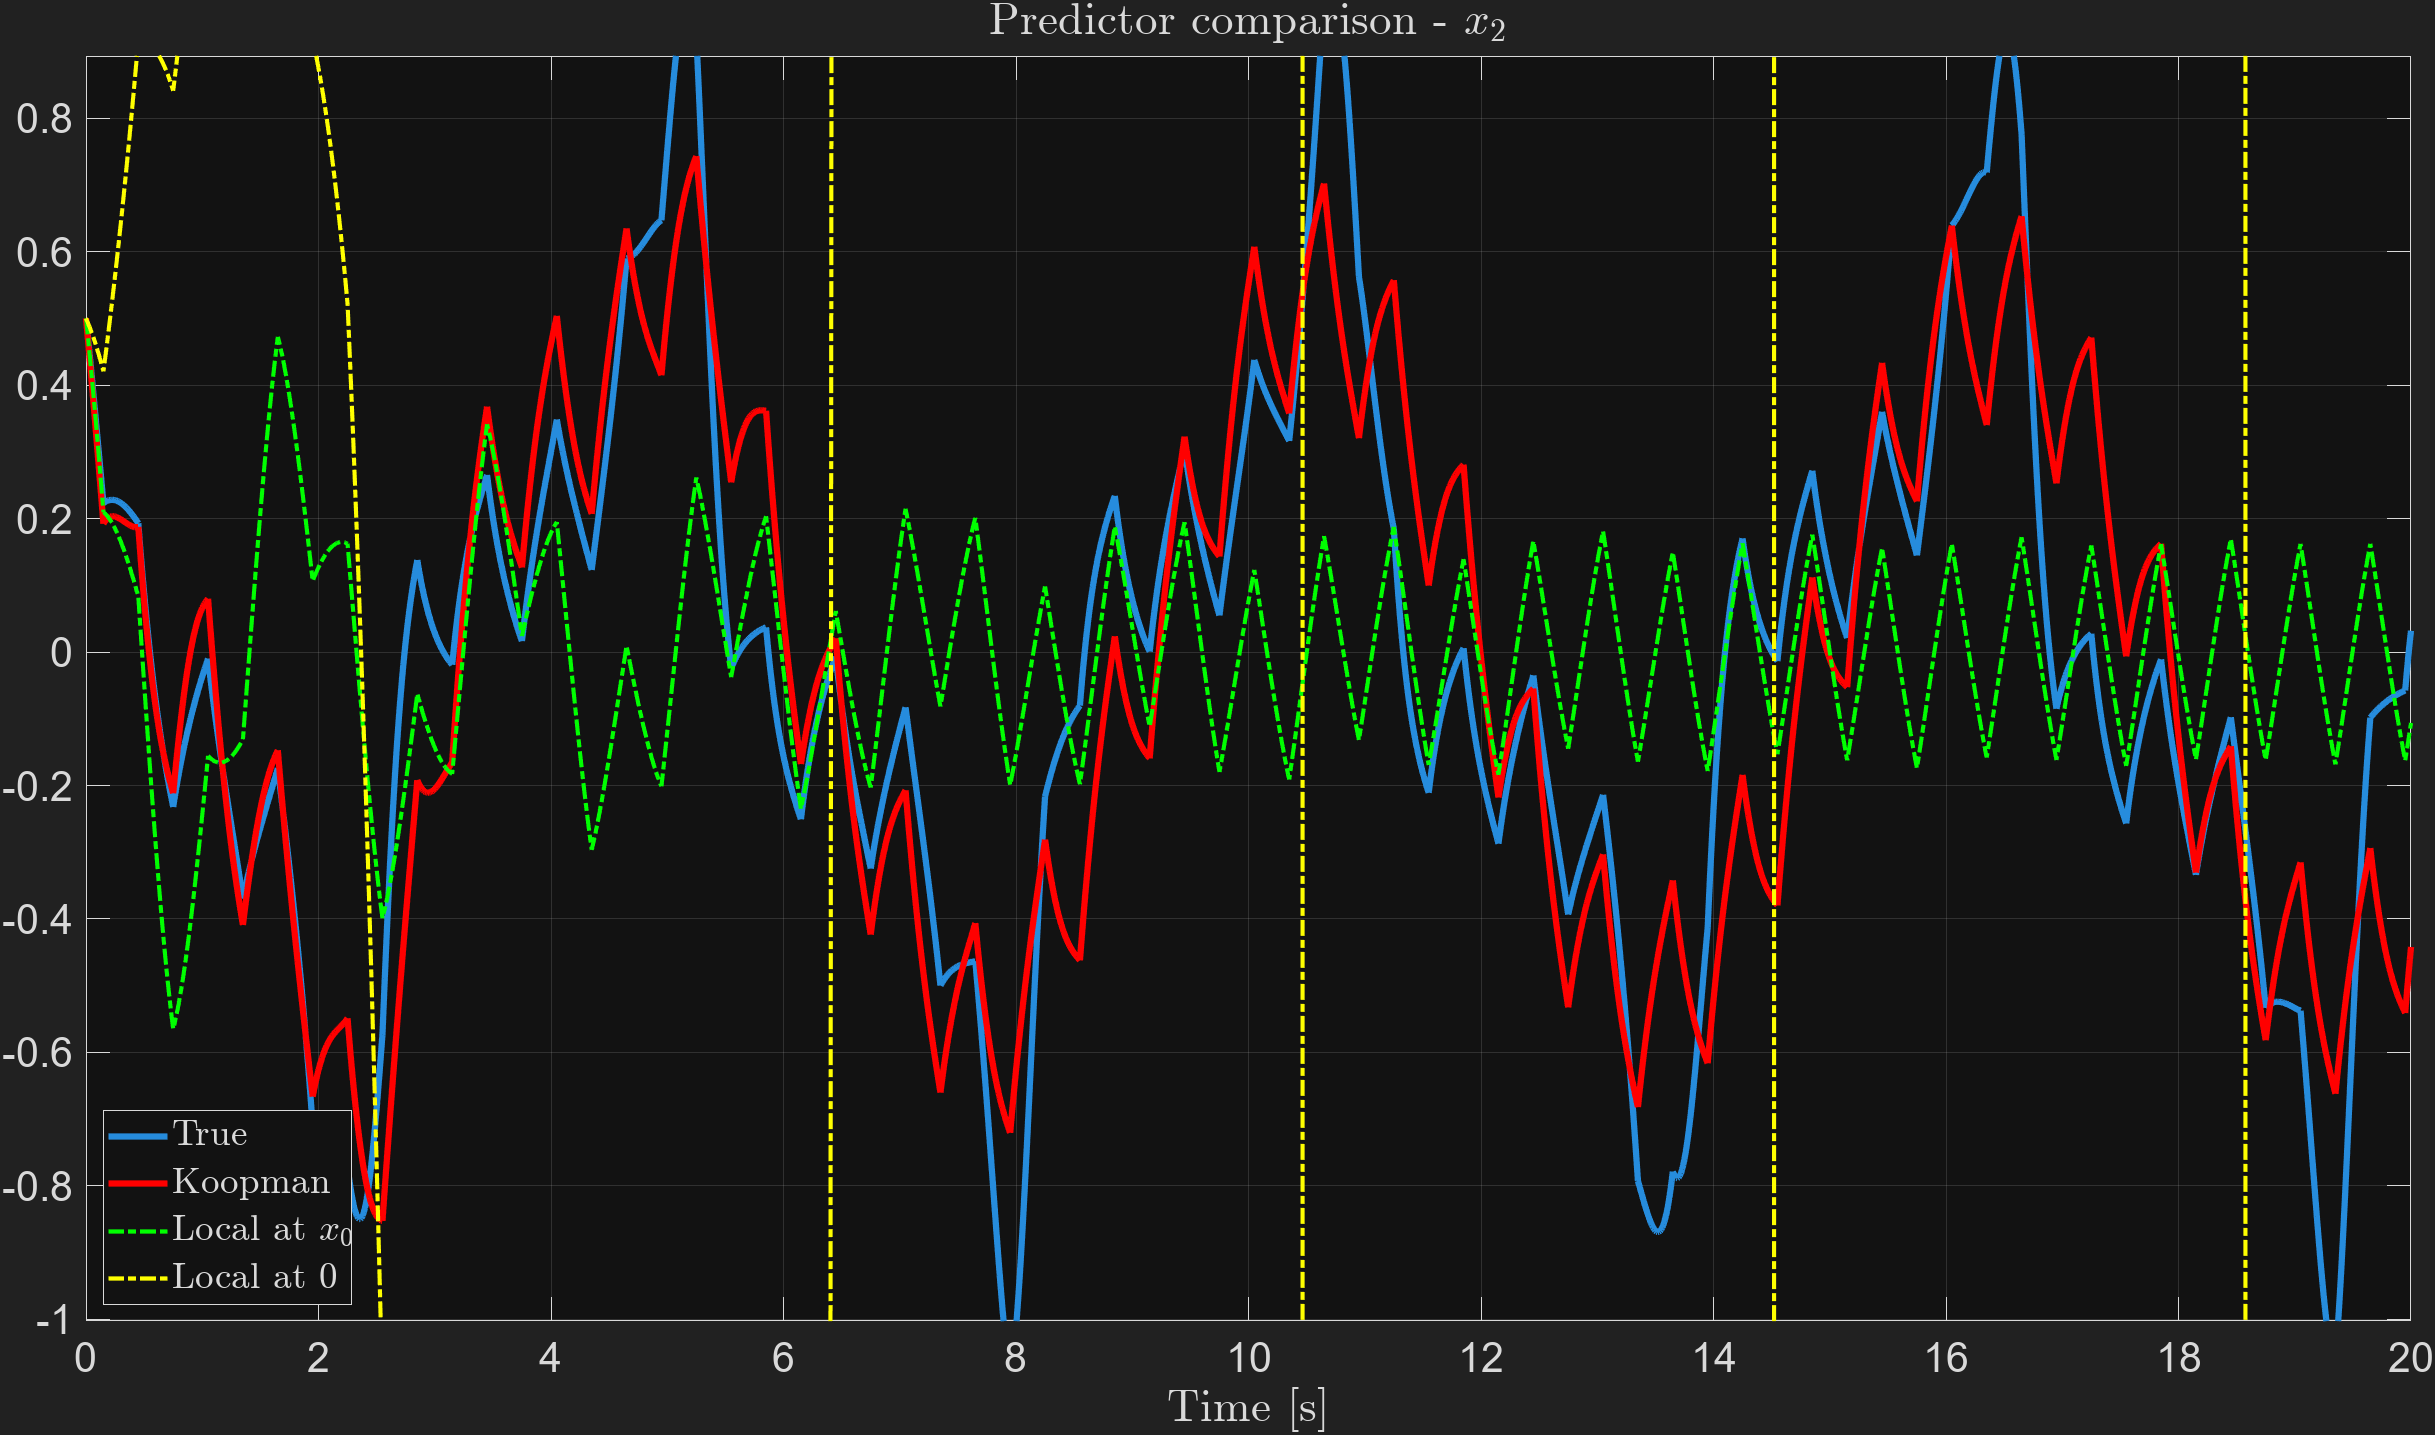 Predictor comparison - x₂
0.8
0.6
0.4
0.2
0
-0.2
-0.4
-0.6
-0.8
-1
True
Koopman
Local at x₀
Local at 0
0 2 4 6 8 10 12 14 16 18 20
Time [s]